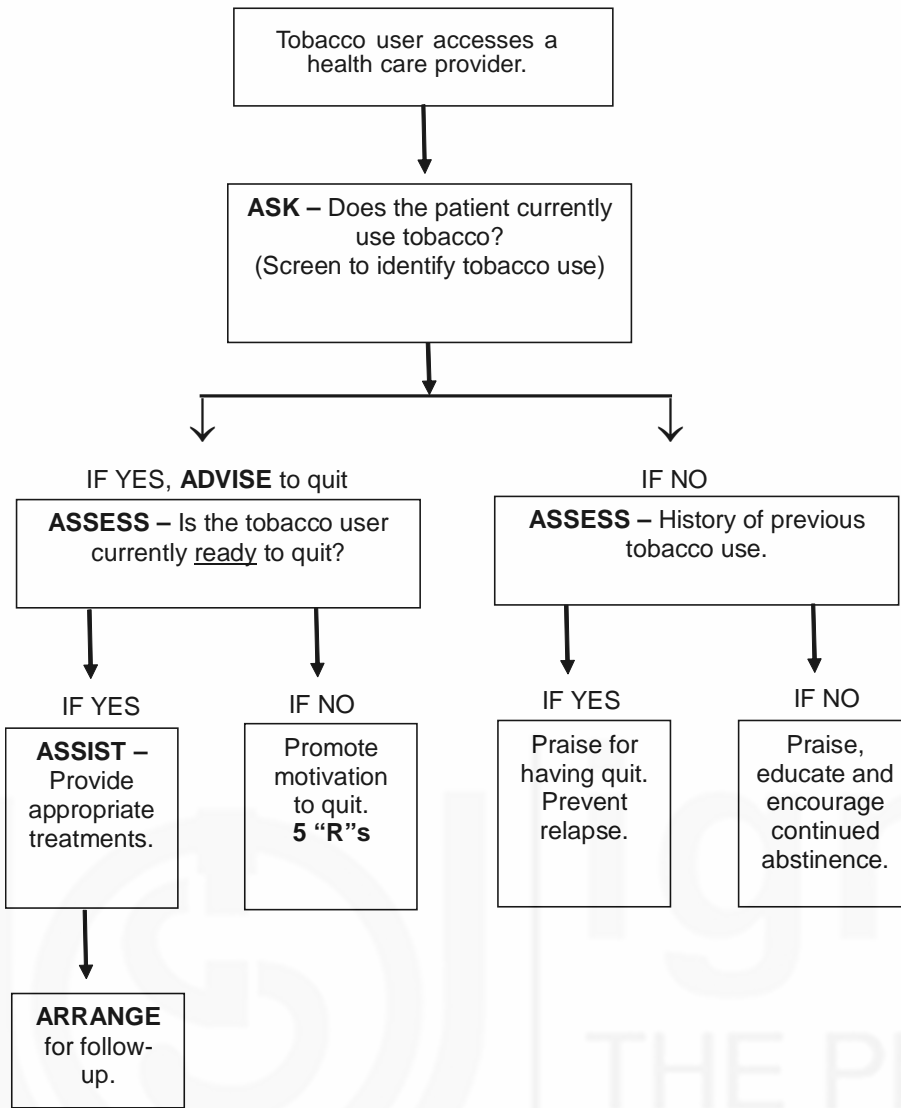 Tobacco user accesses a
health care provider.
ASK – Does the patient currently
use tobacco?
(Screen to identify tobacco use)
IF YES, ADVISE to quit
ASSESS – Is the tobacco user
currently ready to quit?
IF NO
ASSESS – History of previous
tobacco use.
IF YES
ASSIST –
Provide
appropriate
treatments.
IF NO
Promote
motivation
to quit.
5 “R”s
IF YES
Praise for
having quit.
Prevent
relapse.
IF NO
Praise,
educate and
encourage
continued
abstinence.
ARRANGE
for follow-
up.
THE